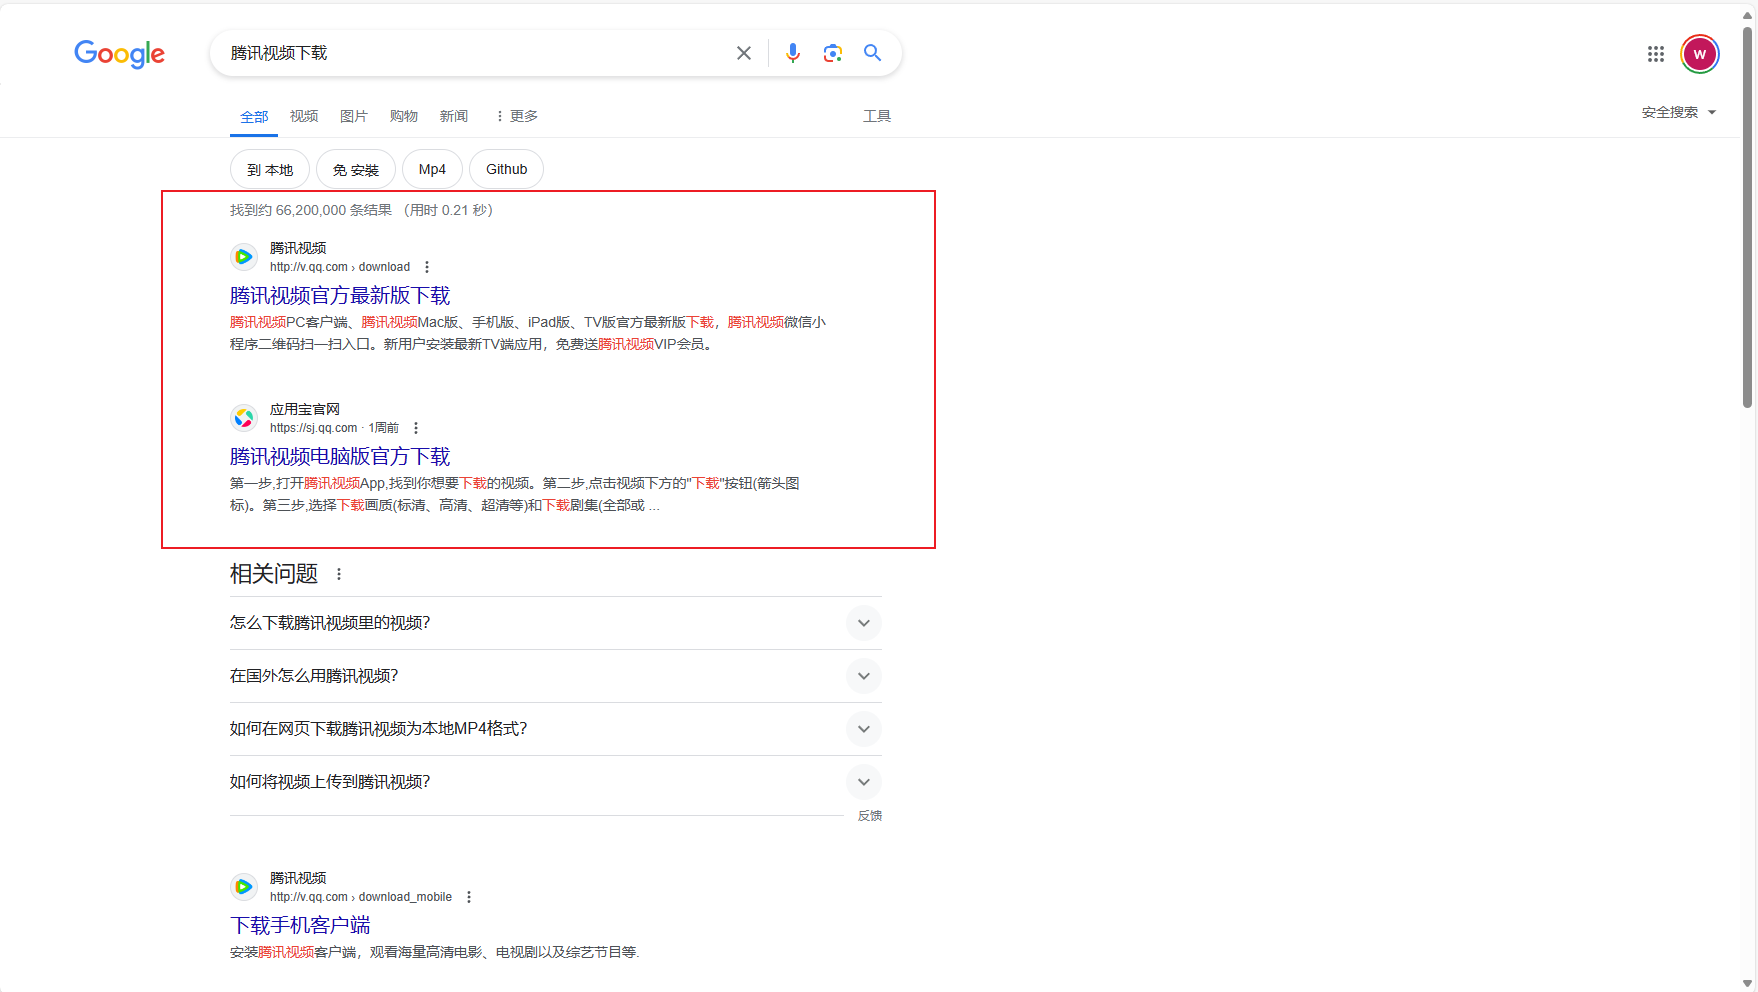 Google
腾讯视频下载
W
全部 视频 图片 购物 新闻 更多 工具
安全搜索
到 本地 免 安裝 Mp4 Github
找到约 66,200,000 条结果 （用时 0.21 秒）
腾讯视频
http://v.qq.com › download
腾讯视频官方最新版下载
腾讯视频PC客户端、腾讯视频Mac版、手机版、iPad版、TV版官方最新版下载，腾讯视频微信小
程序二维码扫一扫入口。新用户安装最新TV端应用，免费送腾讯视频VIP会员。
应用宝官网
https://sj.qq.com · 1周前
腾讯视频电脑版官方下载
第一步,打开腾讯视频App,找到你想要下载的视频。第二步,点击视频下方的"下载"按钮(箭头图
标)。第三步,选择下载画质(标清、高清、超清等)和下载剧集(全部或 ...
相关问题
怎么下载腾讯视频里的视频?
在国外怎么用腾讯视频?
如何在网页下载腾讯视频为本地MP4格式?
如何将视频上传到腾讯视频?
反馈
腾讯视频
http://v.qq.com › download_mobile
下载手机客户端
安装腾讯视频客户端，观看海量高清电影、电视剧以及综艺节目等.